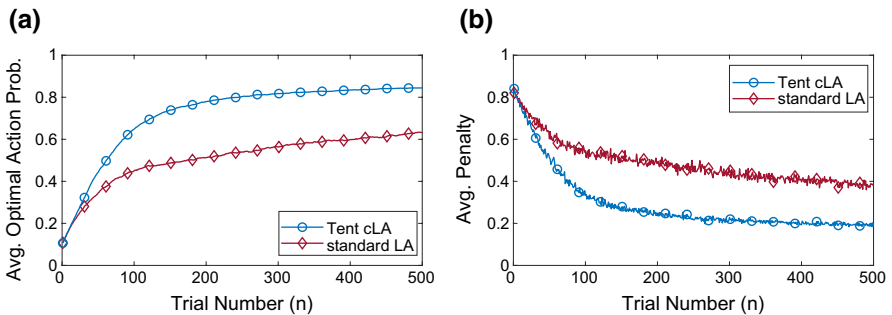 (a)
Avg. Optimal Action Prob.
1
0.8
0.6
0.4
0.2
0
0 100 200 300 400 500
Trial Number (n)
Tent cLA
standard LA
(b)
Avg. Penalty
1
0.8
0.6
0.4
0.2
0
0 100 200 300 400 500
Trial Number (n)
Tent cLA
standard LA